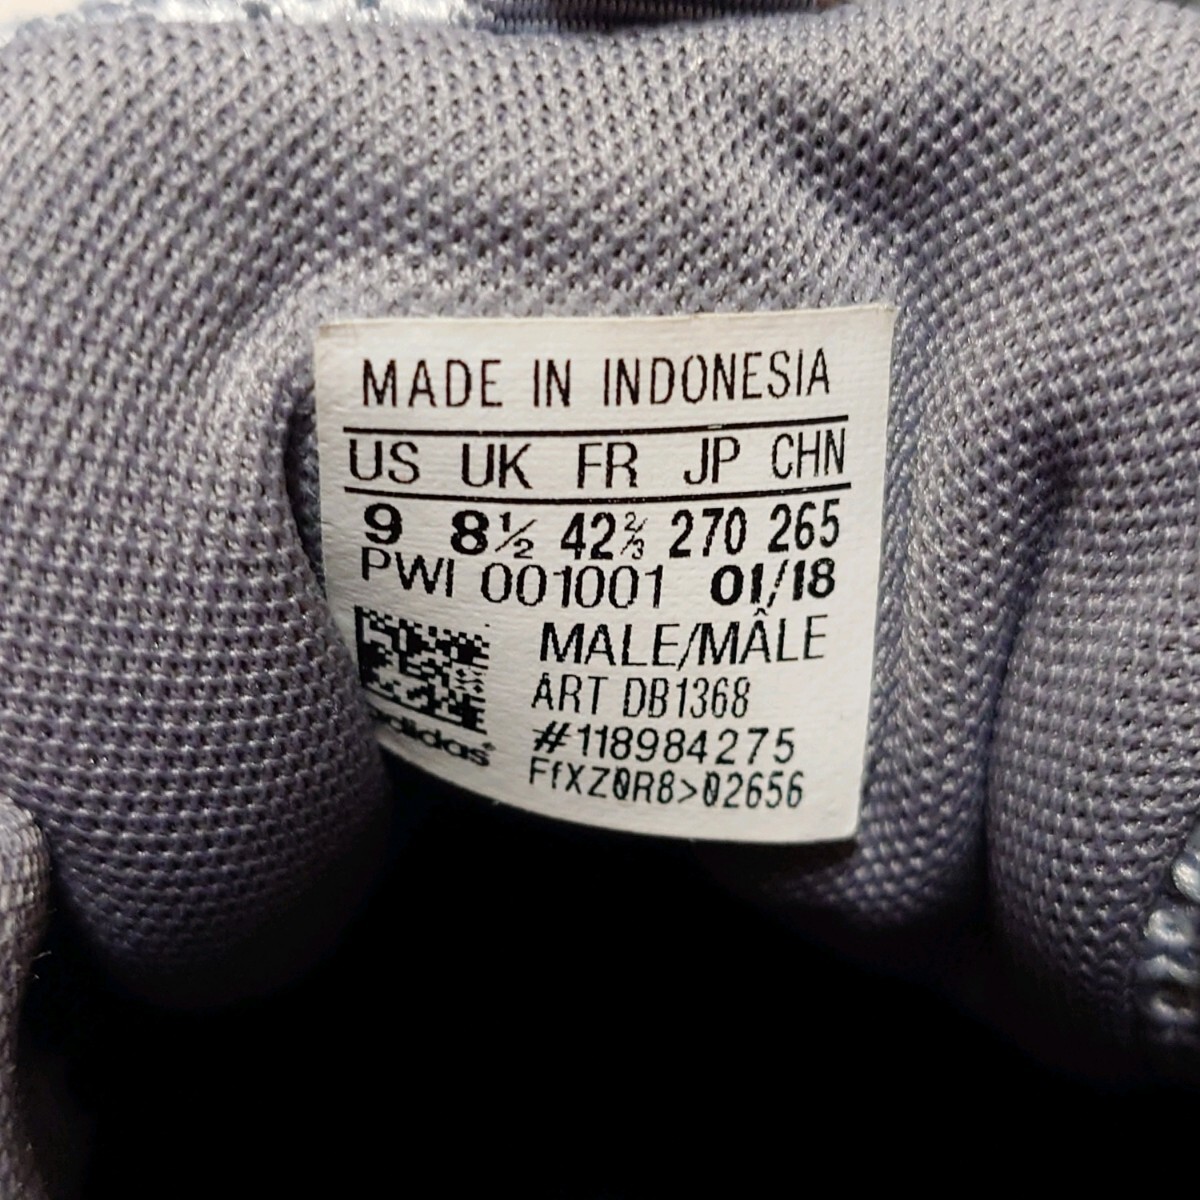 MADE IN INDONESIA
US UK FR JP CHN
9 8½ 42⅔ 270 265
PWI 001001 01/18
MALE/MÂLE
ART DB1368
#118984275
FfXZ0R8>02656
adidas